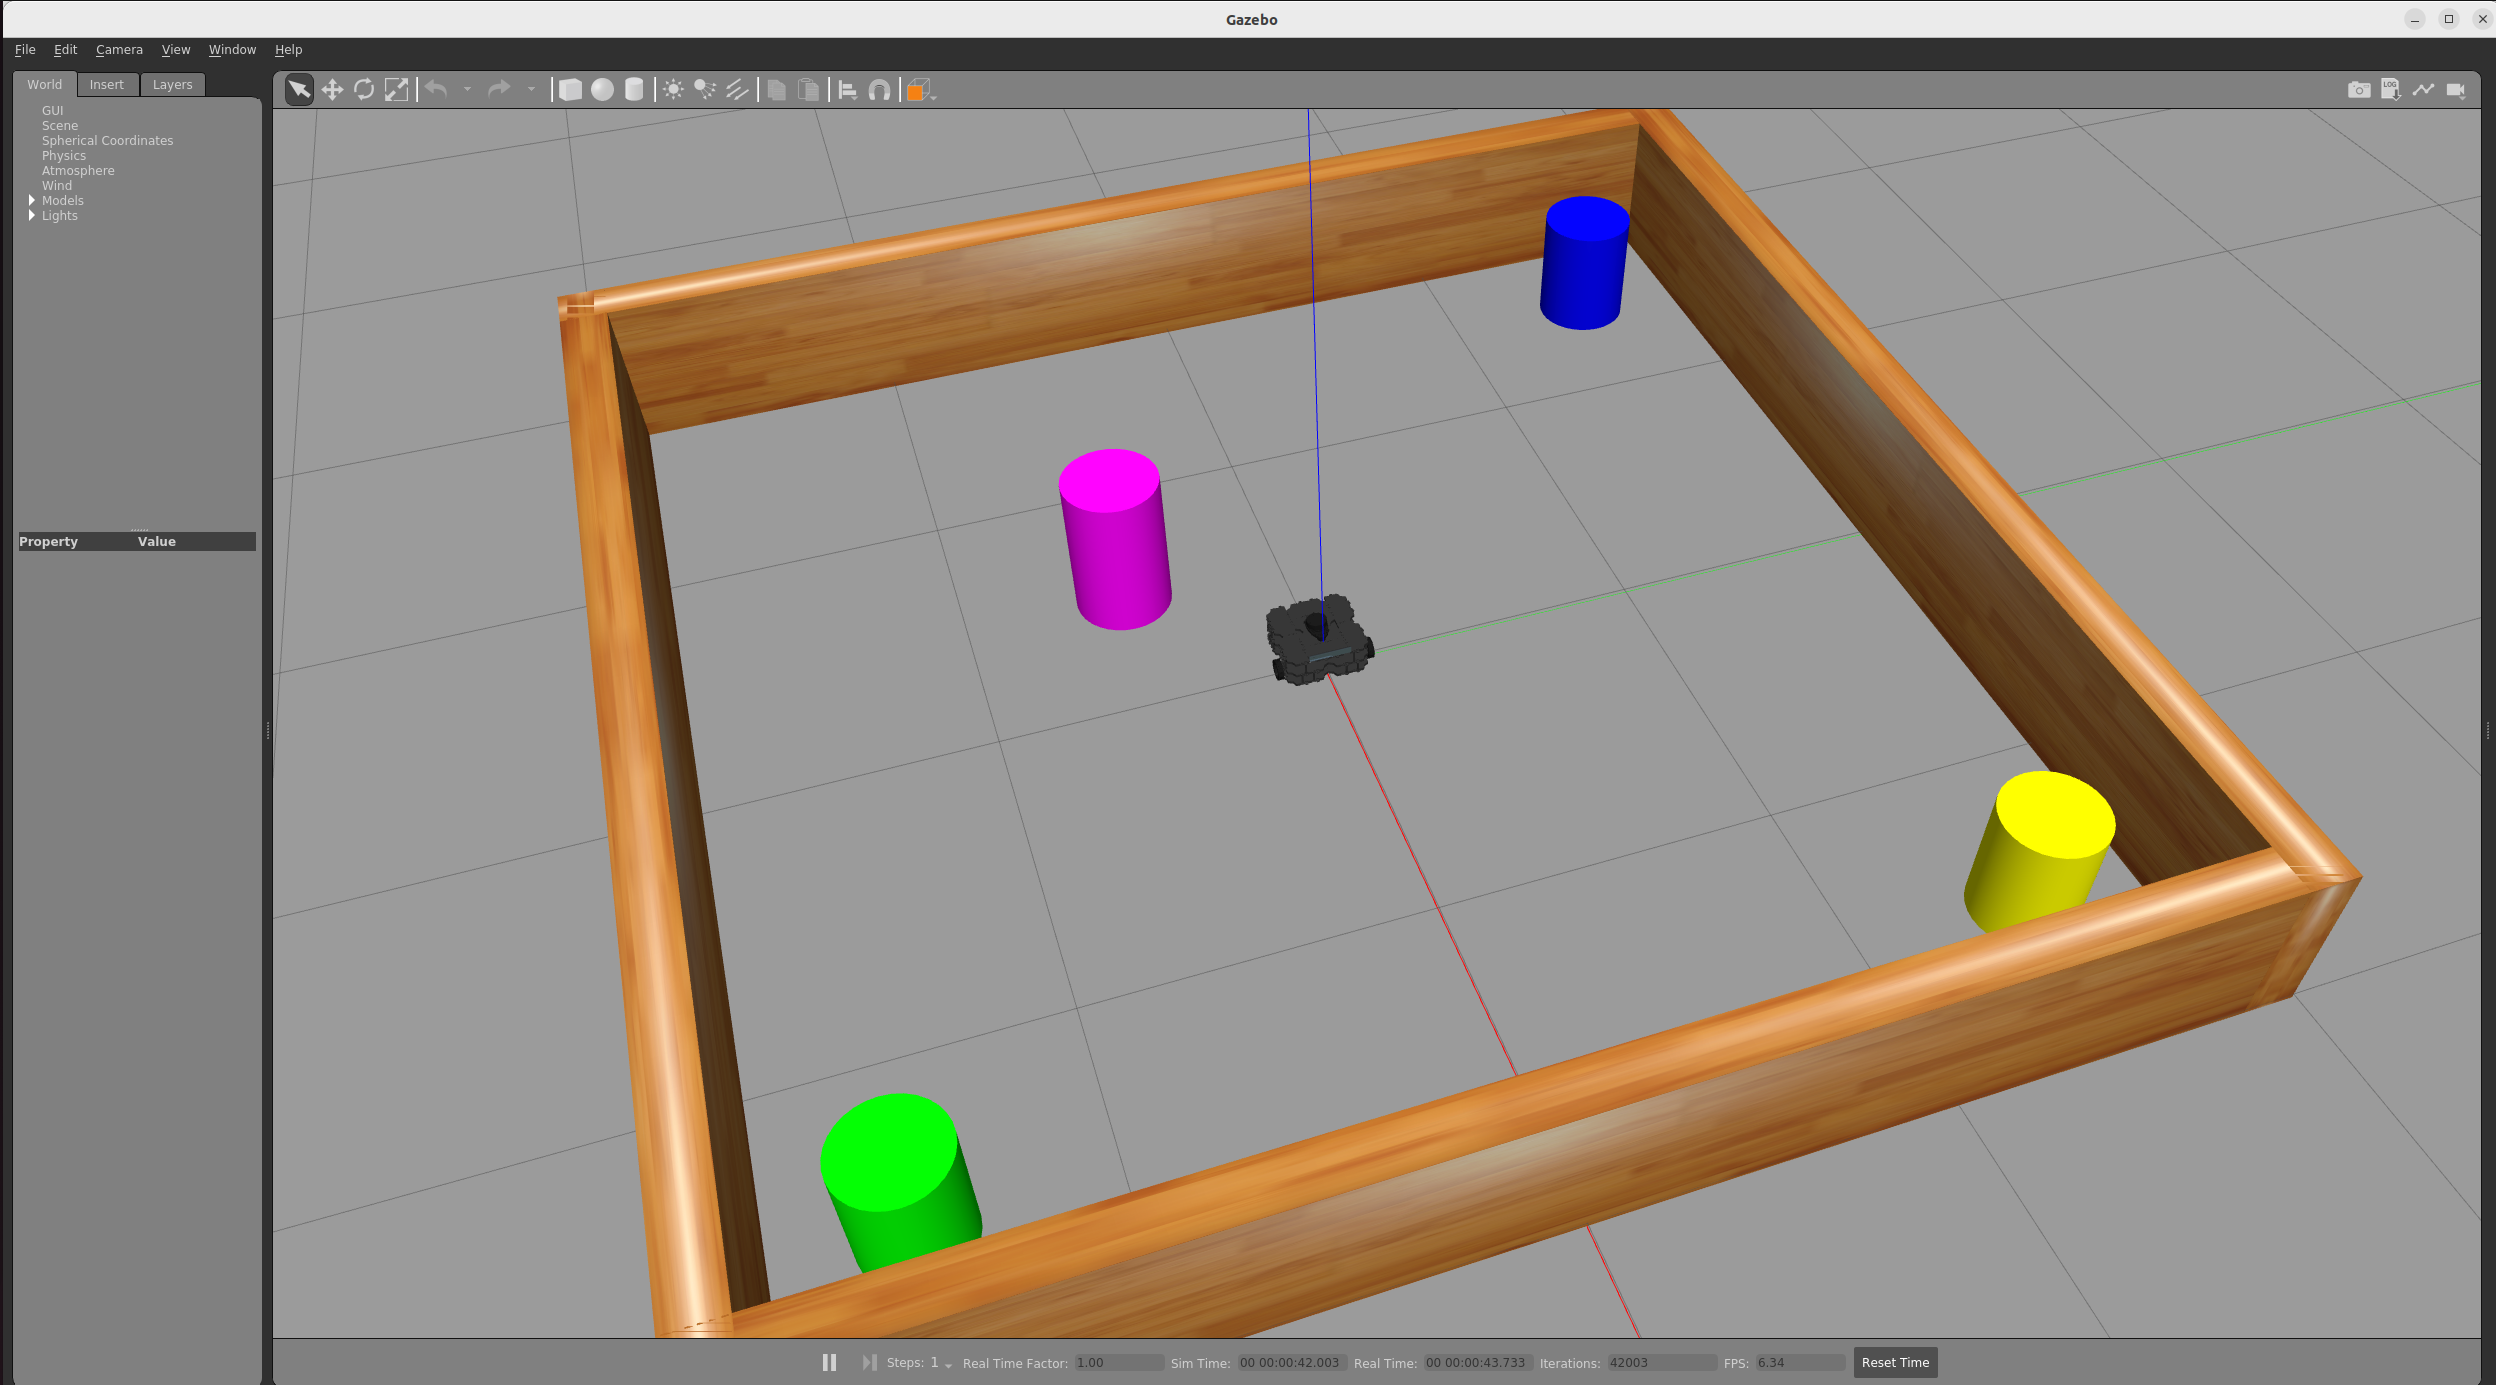 Gazebo
File Edit Camera View Window Help
World Insert Layers
LOG
GUI
Scene
Spherical Coordinates
Physics
Atmosphere
Wind
Models
Lights
Property Value
Steps: 1 Real Time Factor: 1.00 Sim Time: 00 00:00:42.003 Real Time: 00 00:00:43.733 Iterations: 42003 FPS: 6.34 Reset Time